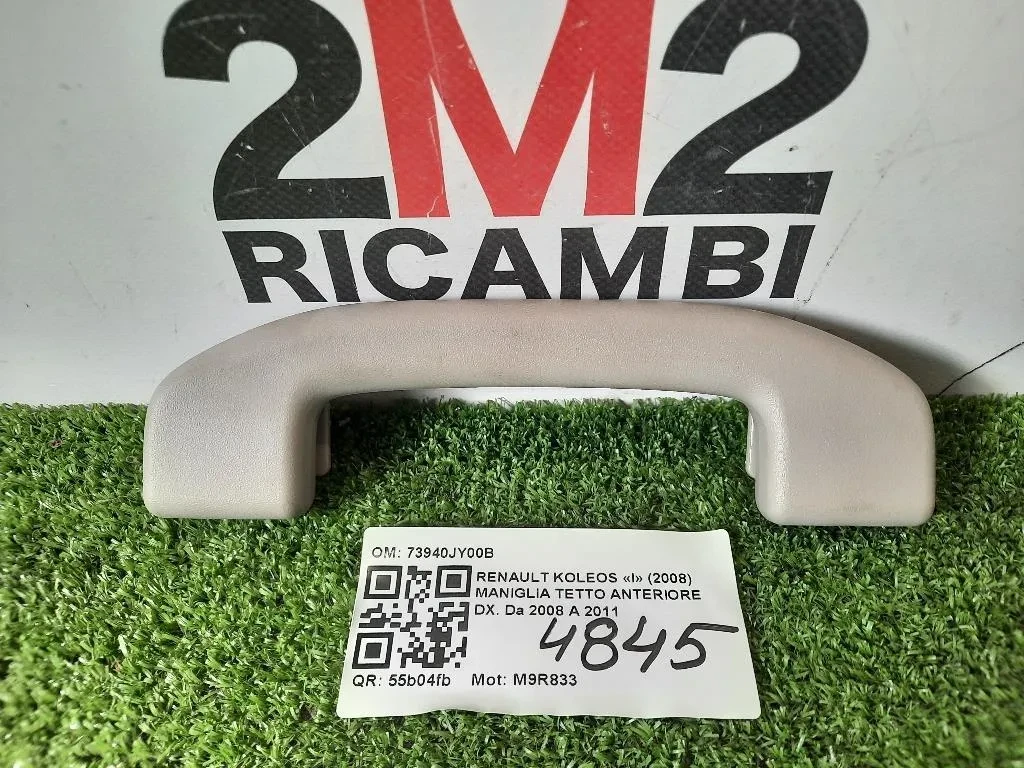 2M2
RICAMBI
OM: 73940JY00B
RENAULT KOLEOS «I» (2008)
MANIGLIA TETTO ANTERIORE
DX. Da 2008 A 2011
4845
QR: 55b04fb Mot: M9R833